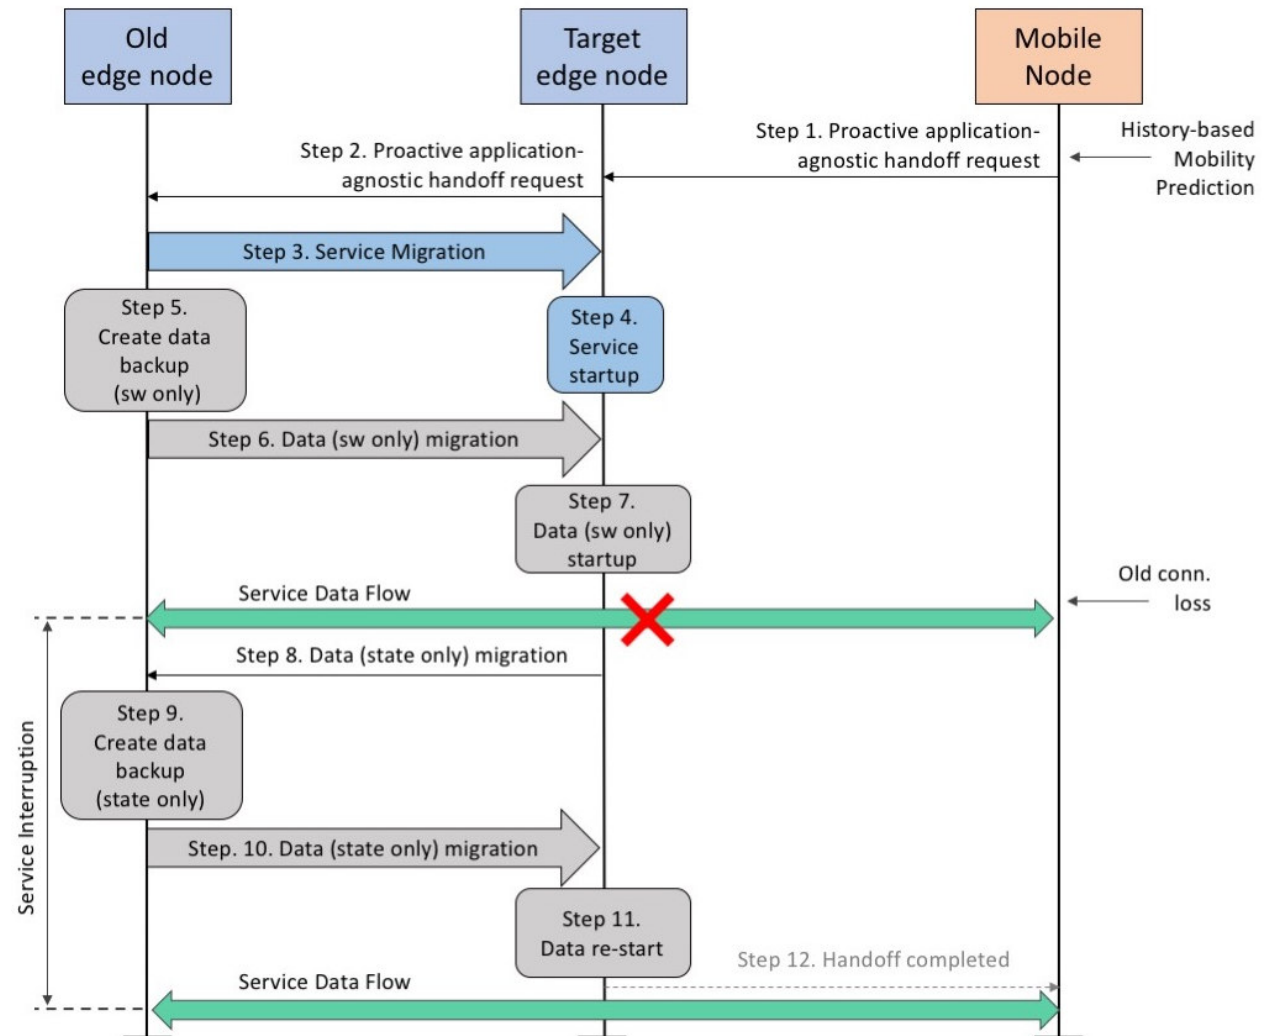 Old
edge node
Target
edge node
Mobile
Node
Step 1. Proactive application-
agnostic handoff request
History-based
Mobility
Prediction
Step 2. Proactive application-
agnostic handoff request
Step 3. Service Migration
Step 4.
Service
startup
Step 5.
Create data
backup
(sw only)
Step 6. Data (sw only) migration
Step 7.
Data (sw only)
startup
Old conn.
loss
Service Data Flow
Step 8. Data (state only) migration
Step 9.
Create data
backup
(state only)
Service Interruption
Step. 10. Data (state only) migration
Step 11.
Data re-start
Step 12. Handoff completed
Service Data Flow